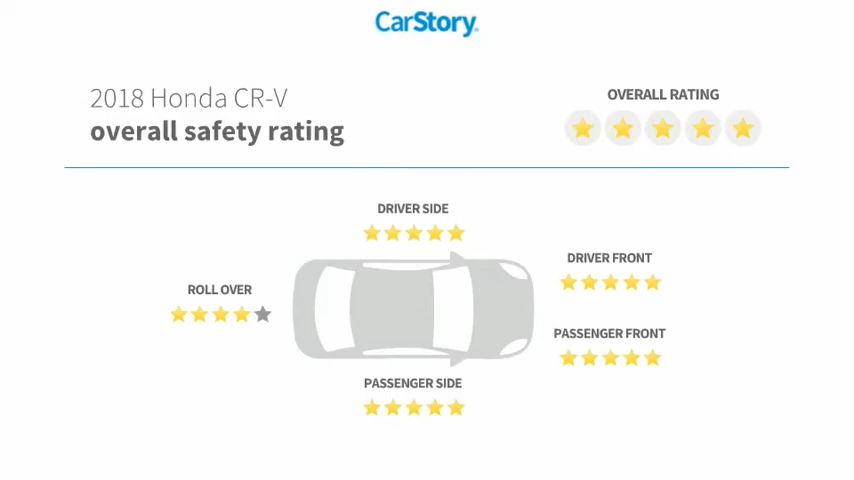 CarStory.
2018 Honda CR-V
overall safety rating
OVERALL RATING
DRIVER SIDE
DRIVER FRONT
ROLL OVER
PASSENGER FRONT
PASSENGER SIDE